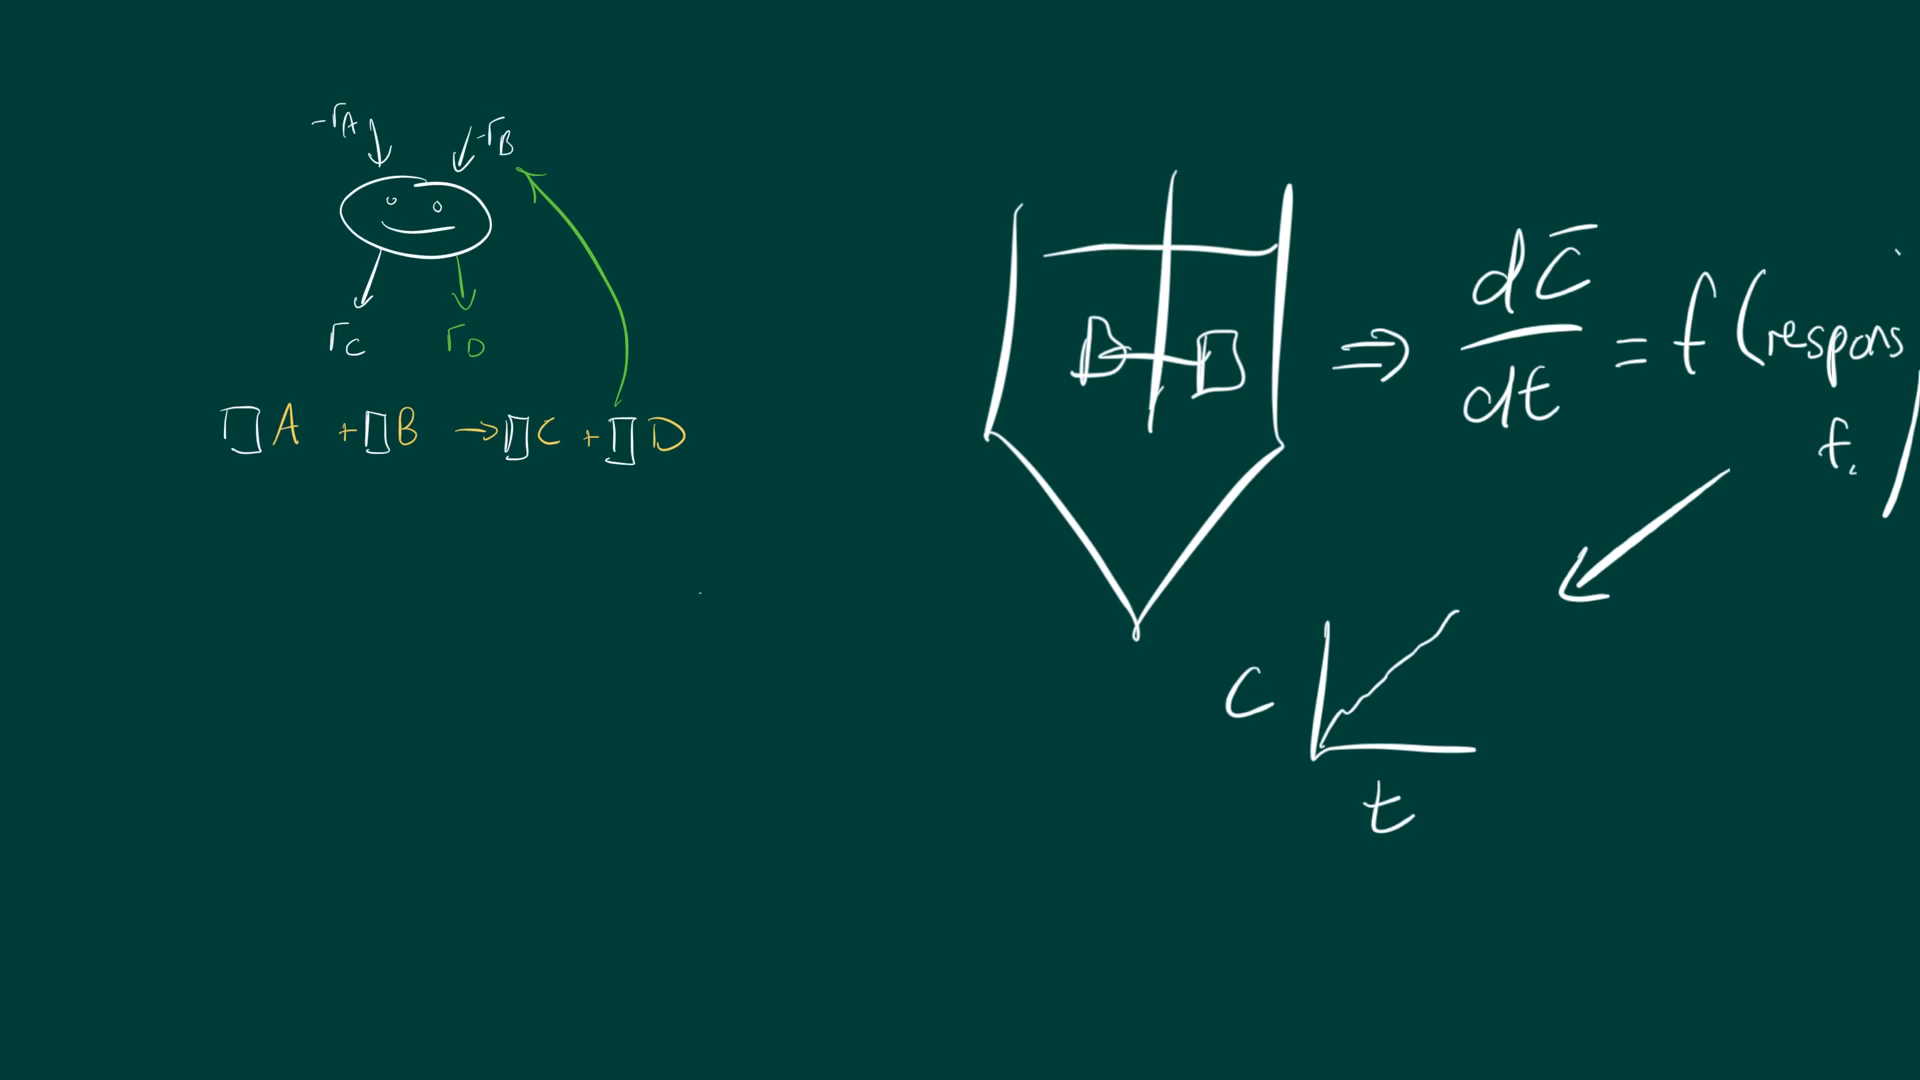 -rA -rB
rC rD
□A + □B → □C + □D
dc̄/dt = f(respons
f.
C
t